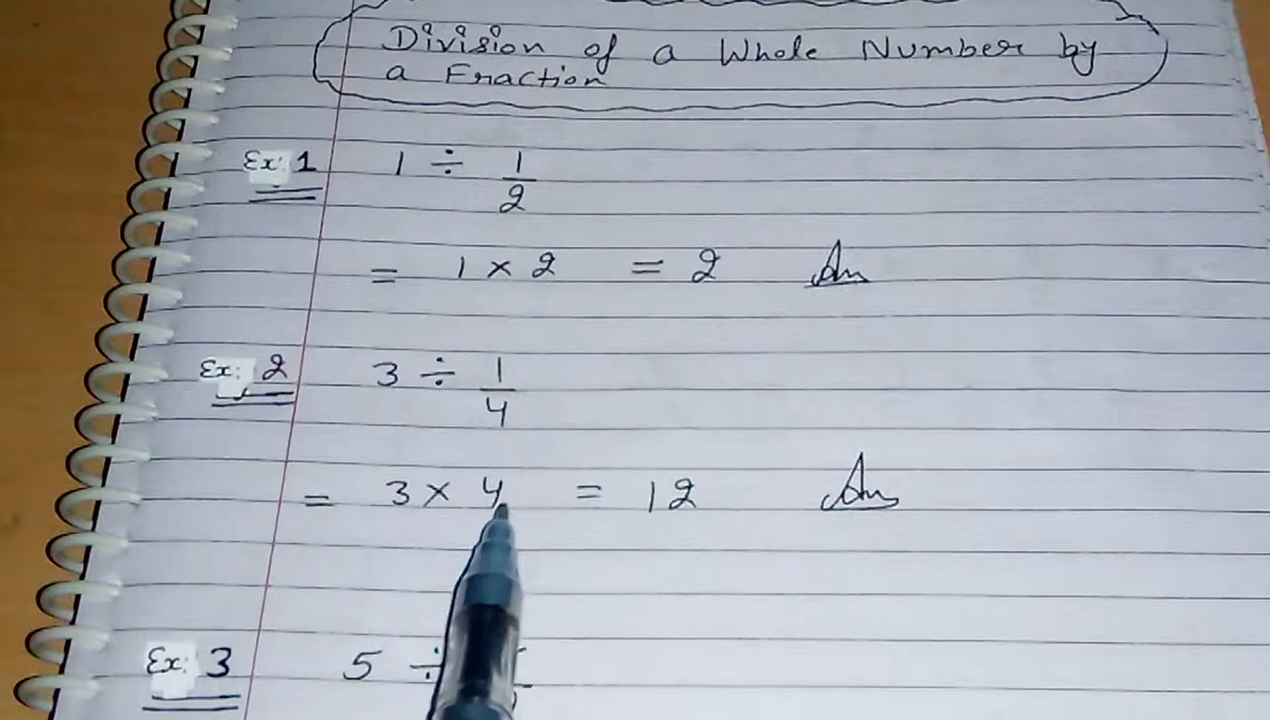 Division of a Whole Number by
a Fraction
Ex: 1 1 ÷ 1/2
= 1 × 2 = 2 Ans
Ex: 2 3 ÷ 1/4
= 3 × 4 = 12 Ans
Ex: 3 5 ÷